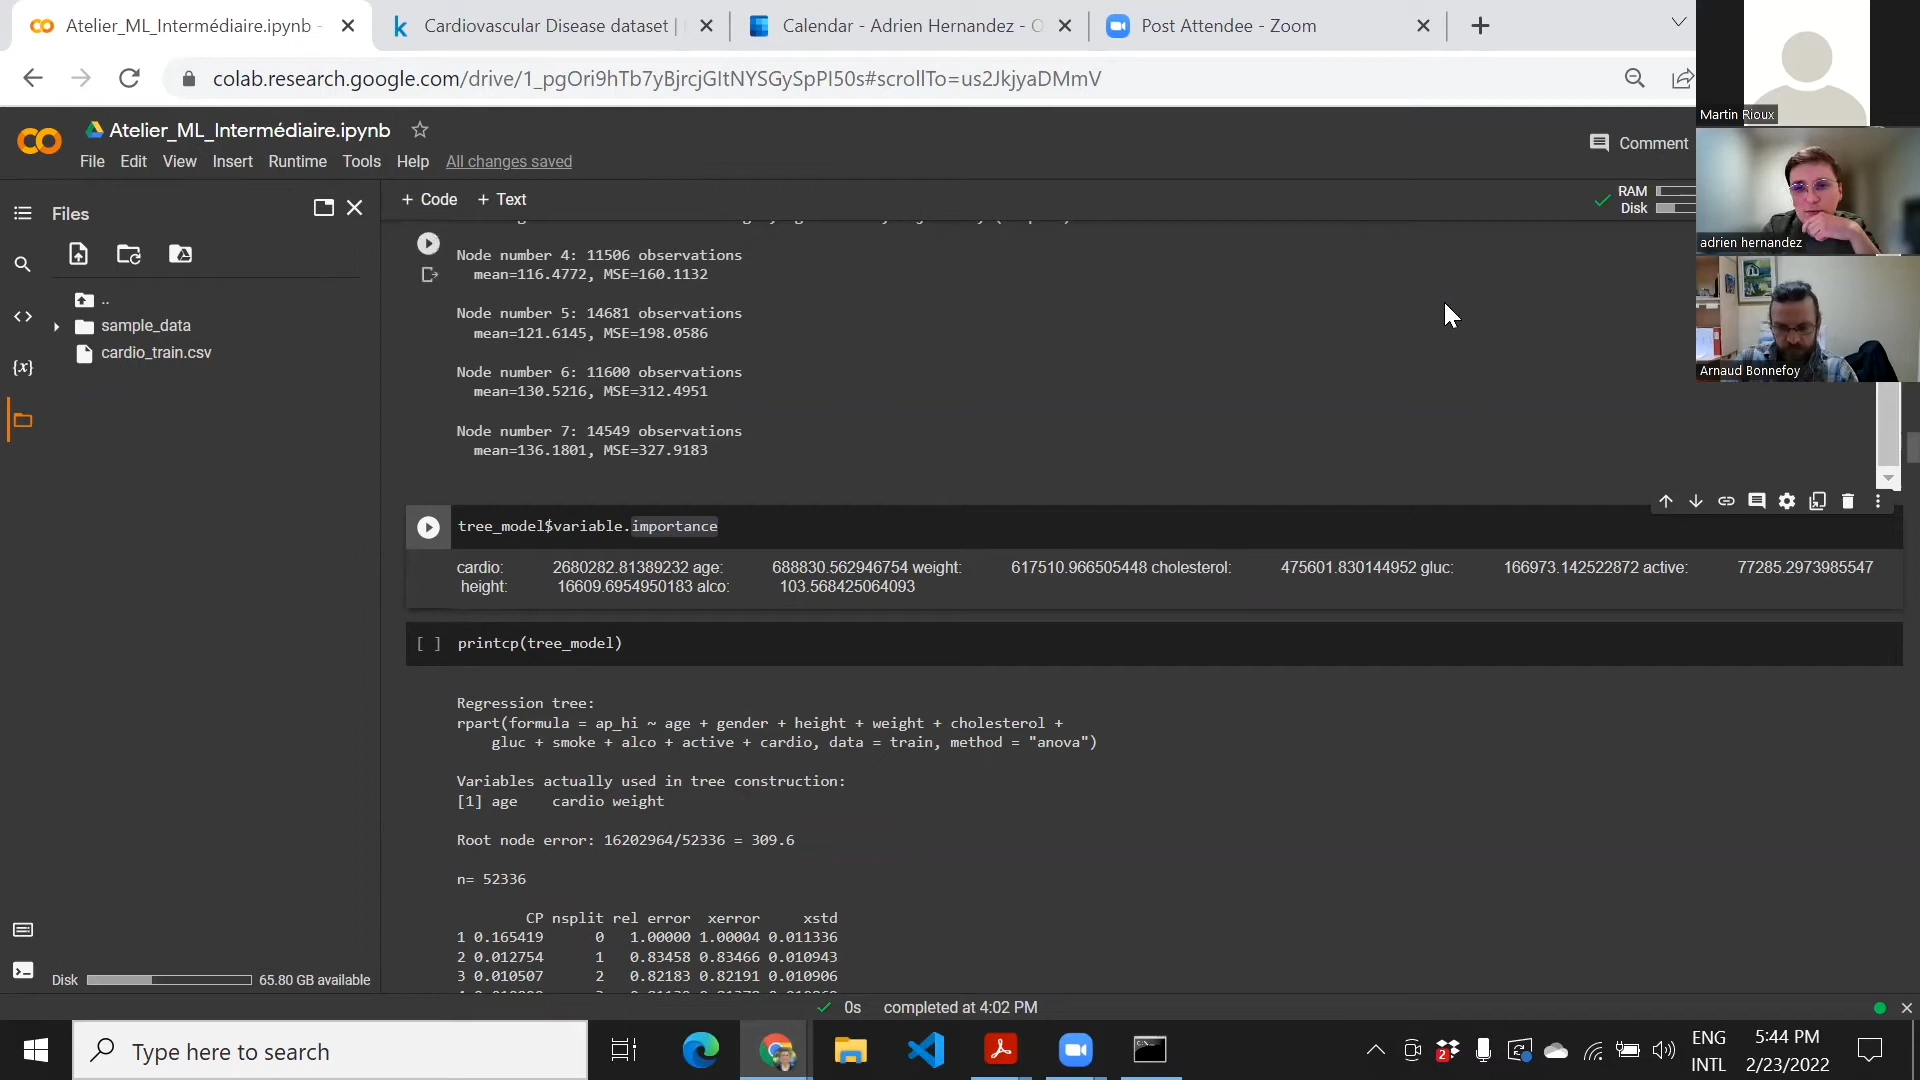 Atelier_ML_Intermédiaire.ipynb -
Cardiovascular Disease dataset |
Calendar - Adrien Hernandez - O
Post Attendee - Zoom
colab.research.google.com/drive/1_pgOri9hTb7yBjrcjGItNYSGySpPI50s#scrollTo=us2JkjyaDMmV
Martin Rioux
adrien hernandez
Arnaud Bonnefoy
Atelier_ML_Intermédiaire.ipynb
File Edit View Insert Runtime Tools Help All changes saved
Comment
Files
+ Code + Text
RAM
Disk
..
sample_data
cardio_train.csv
Node number 4: 11506 observations
mean=116.4772, MSE=160.1132
Node number 5: 14681 observations
mean=121.6145, MSE=198.0586
Node number 6: 11600 observations
mean=130.5216, MSE=312.4951
Node number 7: 14549 observations
mean=136.1801, MSE=327.9183
tree_model$variable.importance
cardio: 2680282.81389232 age: 688830.562946754 weight: 617510.966505448 cholesterol: 475601.830144952 gluc: 166973.142522872 active: 77285.2973985547
height: 16609.6954950183 alco: 103.568425064093
[ ] printcp(tree_model)
Regression tree:
rpart(formula = ap_hi ~ age + gender + height + weight + cholesterol +
gluc + smoke + alco + active + cardio, data = train, method = "anova")
Variables actually used in tree construction:
[1] age cardio weight
Root node error: 16202964/52336 = 309.6
n= 52336
CP nsplit rel error xerror xstd
1 0.165419 0 1.00000 1.00004 0.011336
2 0.012754 1 0.83458 0.83466 0.010943
3 0.010507 2 0.82183 0.82191 0.010906
Disk 65.80 GB available
0s completed at 4:02 PM
Type here to search
2
ENG
INTL
5:44 PM
2/23/2022